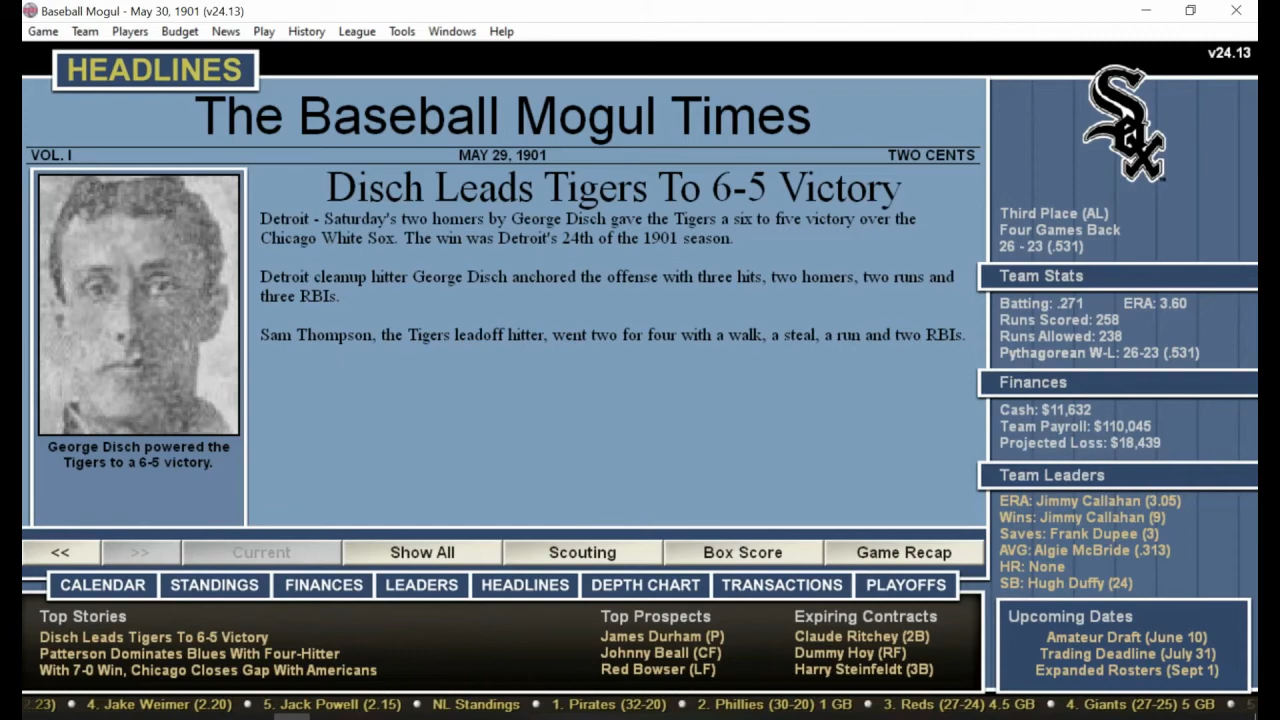 Baseball Mogul - May 30, 1901 (v24.13)
Game Team Players Budget News Play History League Tools Windows Help
v24.13
HEADLINES
The Baseball Mogul Times
VOL. I MAY 29, 1901 TWO CENTS
Disch Leads Tigers To 6-5 Victory
Detroit - Saturday's two homers by George Disch gave the Tigers a six to five victory over the
Chicago White Sox. The win was Detroit's 24th of the 1901 season.
Detroit cleanup hitter George Disch anchored the offense with three hits, two homers, two runs and
three RBIs.
Sam Thompson, the Tigers leadoff hitter, went two for four with a walk, a steal, a run and two RBIs.
George Disch powered the
Tigers to a 6-5 victory.
Sox
Third Place (AL)
Four Games Back
26 - 23 (.531)
Team Stats
Batting: .271 ERA: 3.60
Runs Scored: 258
Runs Allowed: 238
Pythagorean W-L: 26-23 (.531)
Finances
Cash: $11,632
Team Payroll: $110,045
Projected Loss: $18,439
Team Leaders
ERA: Jimmy Callahan (3.05)
Wins: Jimmy Callahan (9)
Saves: Frank Dupee (3)
AVG: Algie McBride (.313)
HR: None
SB: Hugh Duffy (24)
<< >> Current Show All Scouting Box Score Game Recap
CALENDAR STANDINGS FINANCES LEADERS HEADLINES DEPTH CHART TRANSACTIONS PLAYOFFS
Top Stories
Disch Leads Tigers To 6-5 Victory
Patterson Dominates Blues With Four-Hitter
With 7-0 Win, Chicago Closes Gap With Americans
Top Prospects
James Durham (P)
Johnny Beall (CF)
Red Bowser (LF)
Expiring Contracts
Claude Ritchey (2B)
Dummy Hoy (RF)
Harry Steinfeldt (3B)
Upcoming Dates
Amateur Draft (June 10)
Trading Deadline (July 31)
Expanded Rosters (Sept 1)
2.23) • 4. Jake Weimer (2.20) • 5. Jack Powell (2.15) • NL Standings • 1. Pirates (32-20) • 2. Phillies (30-20) 1 GB • 3. Reds (27-24) 4.5 GB • 4. Giants (27-25) 5 GB •